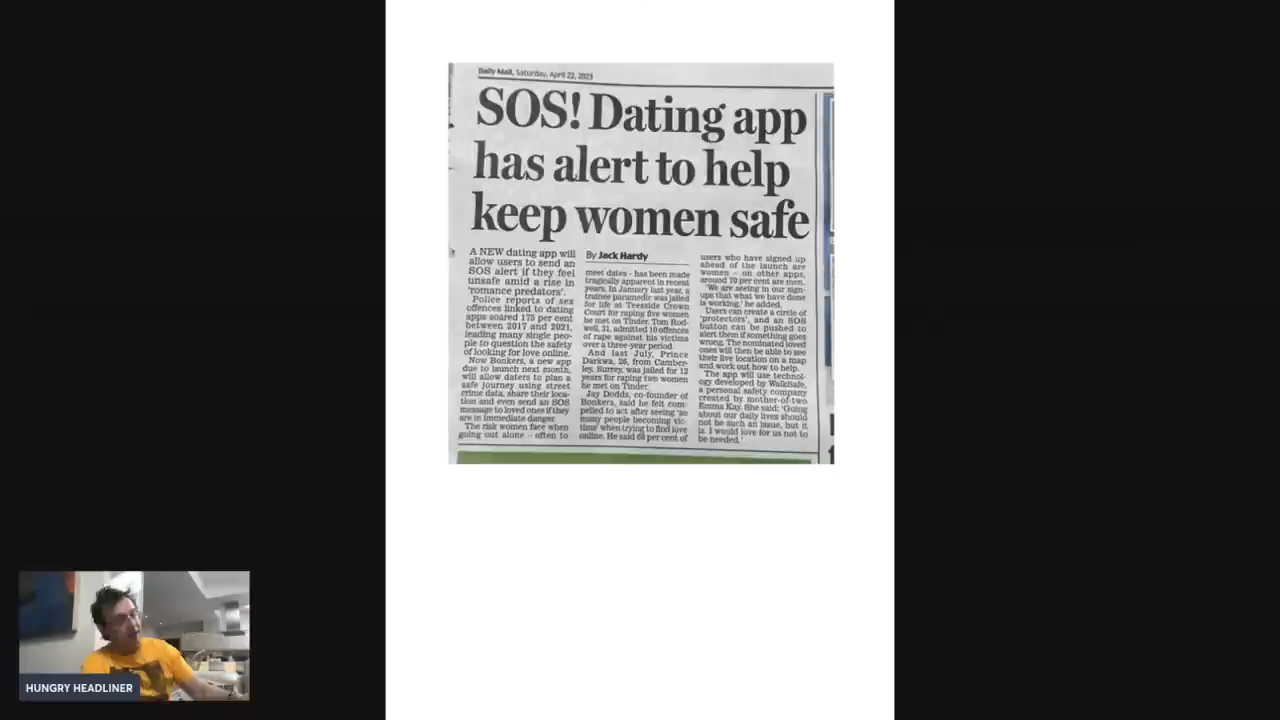 Daily Mail, Saturday, April 22, 2023
SOS! Dating app
has alert to help
keep women safe
A NEW dating app will
allow users to send an
SOS alert if they feel
unsafe amid a rise in
'romance predators'.
Police reports of sex
offences linked to dating
apps soared 175 per cent
between 2017 and 2021,
leading many single peo-
ple to question the safety
of looking for love online.
Now Bonkers, a new app
due to launch next month,
will allow daters to plan a
safe journey using street
crime data, share their loca-
tion and even send an SOS
message to loved ones if they
are in immediate danger.
The risk women face when
going out alone – often to
By Jack Hardy
meet dates – has been made
tragically apparent in recent
years. In January last year, a
trainee paramedic was jailed
for life at Teesside Crown
Court for raping five women
he met on Tinder. Tom Rod-
well, 31, admitted 10 offences
of rape against his victims
over a three-year period.
And last July, Prince
Darkwa, 26, from Camber-
ley, Surrey, was jailed for 12
years for raping two women
he met on Tinder.
Jay Dodds, co-founder of
Bonkers, said he felt com-
pelled to act after seeing 'so
many people becoming vic-
tims' when trying to find love
online. He said 68 per cent of
users who have signed up
ahead of the launch are
women – on other apps,
around 70 per cent are men.
'We are seeing in our sign-
ups that what we have done
is working,' he added.
Users can create a circle of
'protectors', and an SOS
button can be pushed to
alert them if something goes
wrong. The nominated loved
ones will then be able to see
their live location on a map
and work out how to help.
The app will use technol-
ogy developed by WalkSafe,
a personal safety company
created by mother-of-two
Emma Kay. She said: 'Going
about our daily lives should
not be such an issue, but it
is. I would love for us not to
be needed.'
HUNGRY HEADLINER